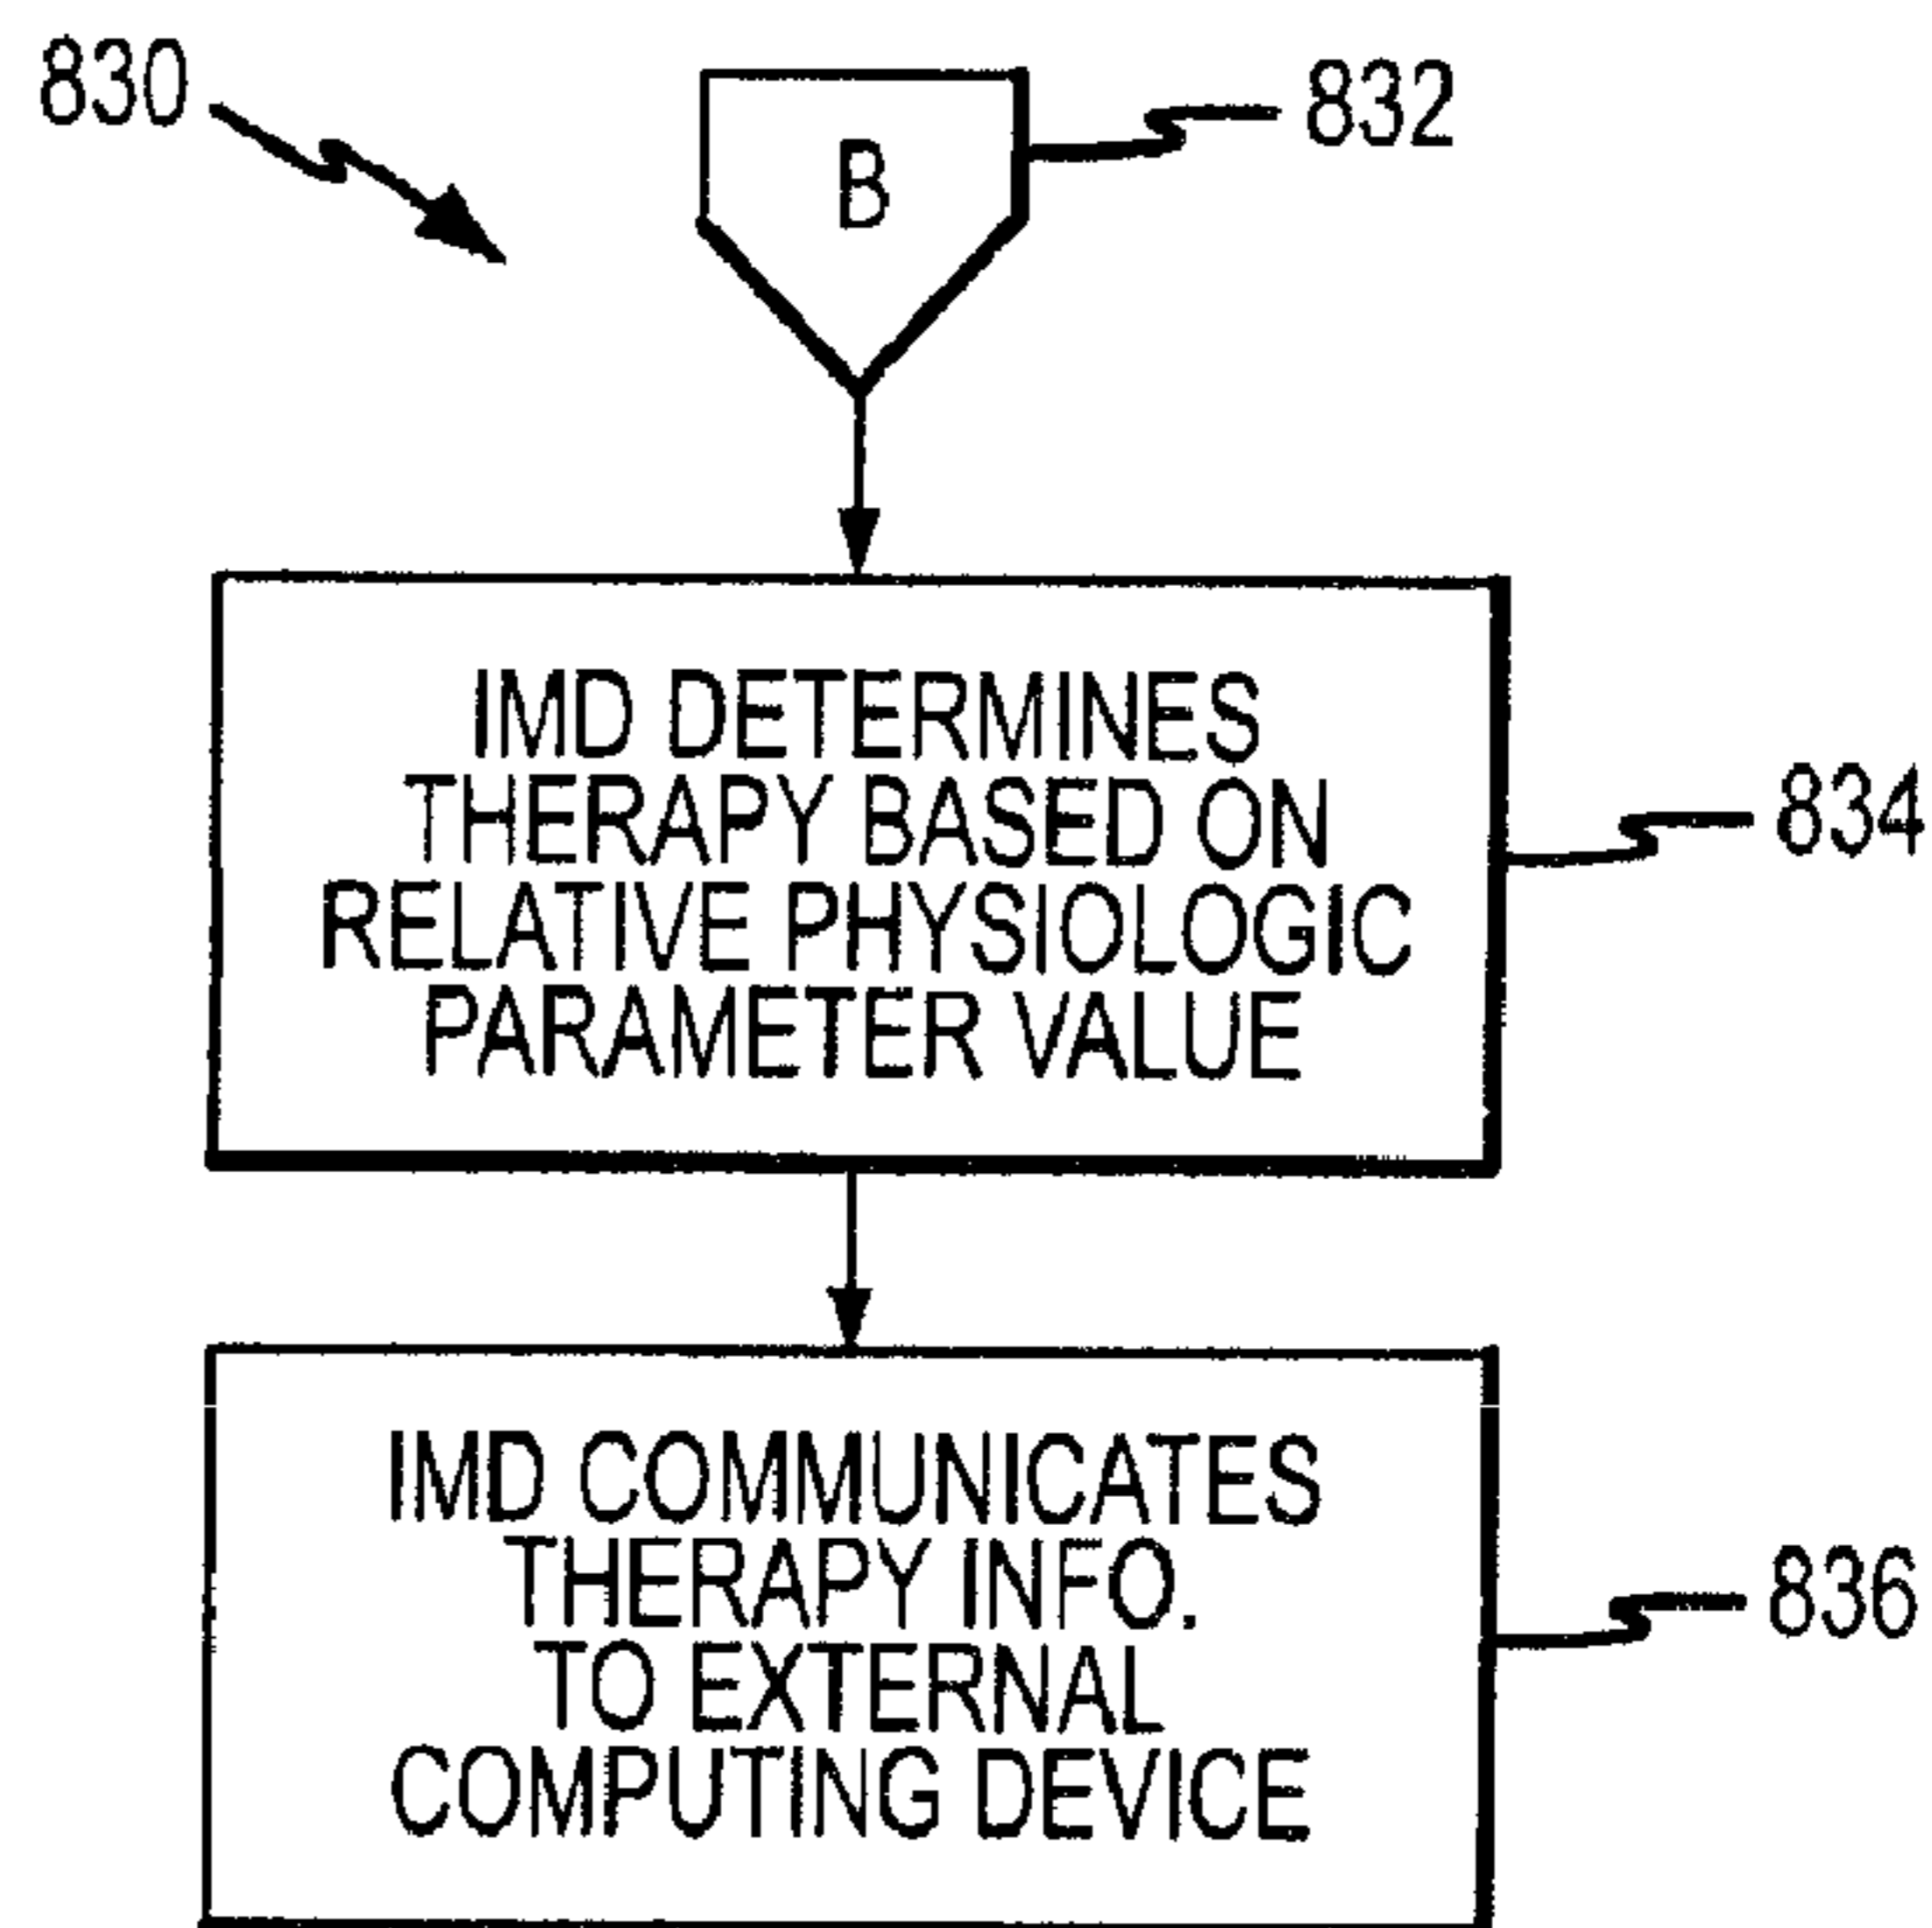 830
B
832
IMD DETERMINES
THERAPY BASED ON
RELATIVE PHYSIOLOGIC
PARAMETER VALUE
834
IMD COMMUNICATES
THERAPY INFO.
TO EXTERNAL
COMPUTING DEVICE
836